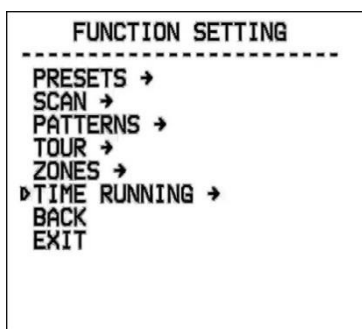 FUNCTION SETTING
------------------------
PRESETS →
SCAN →
PATTERNS →
TOUR →
ZONES →
▷TIME RUNNING →
BACK
EXIT